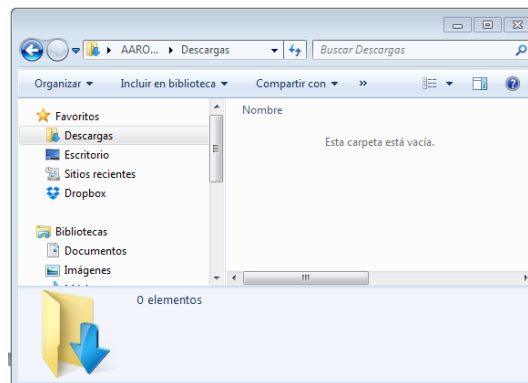 AARO... Descargas Buscar Descargas
Organizar Incluir en biblioteca Compartir con »
Favoritos
Descargas
Escritorio
Sitios recientes
Dropbox
Bibliotecas
Documentos
Imágenes
Nombre
Esta carpeta está vacía.
0 elementos